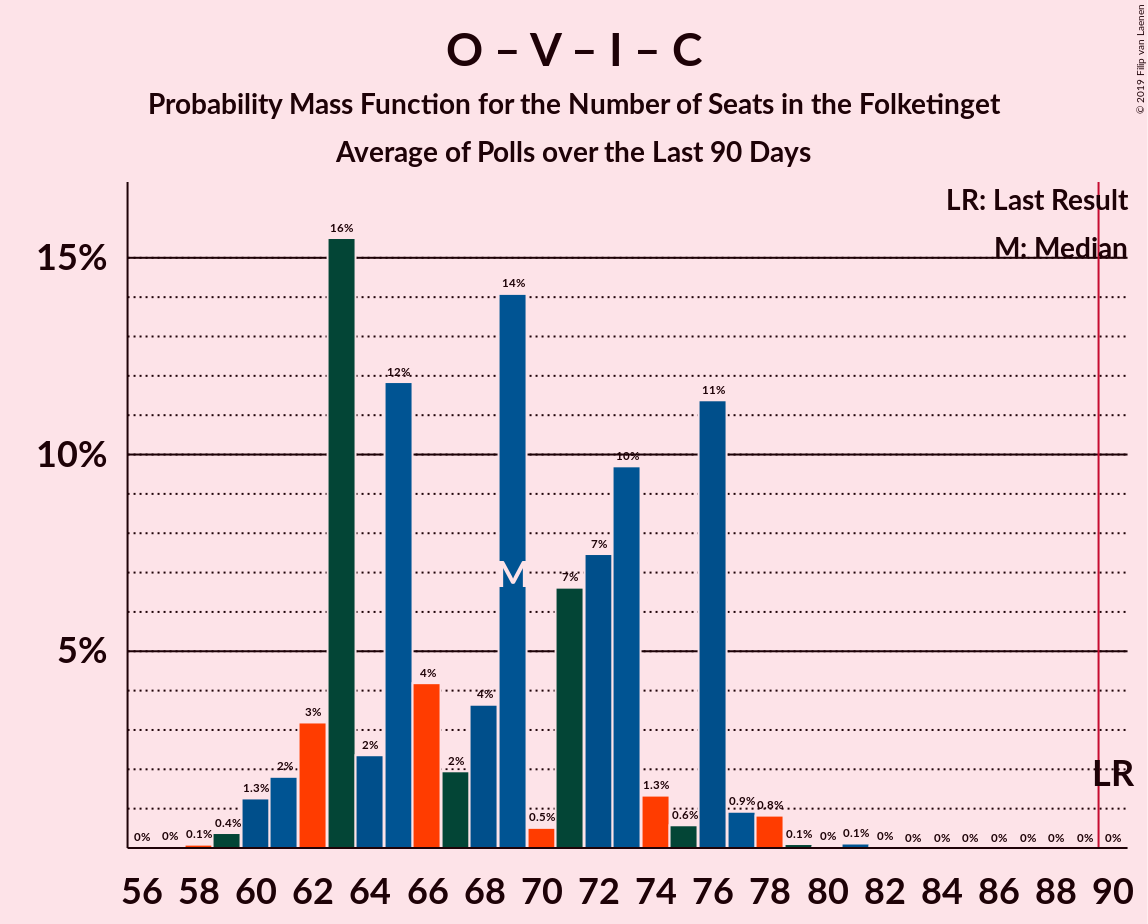 O – V – I – C
Probability Mass Function for the Number of Seats in the Folketinget
Average of Polls over the Last 90 Days
© 2019 Filip van Laenen
LR: Last Result
M: Median
15%
10%
5%
0% 0% 0.1% 0.4% 1.3% 2% 3% 16% 2% 12% 4% 2% 4% 14% 0.5% 7% 7% 10% 1.3% 0.6% 11% 0.9% 0.8% 0.1% 0% 0.1% 0% 0% 0% 0% 0% 0% 0% 0% 0%
M
LR
56 58 60 62 64 66 68 70 72 74 76 78 80 82 84 86 88 90